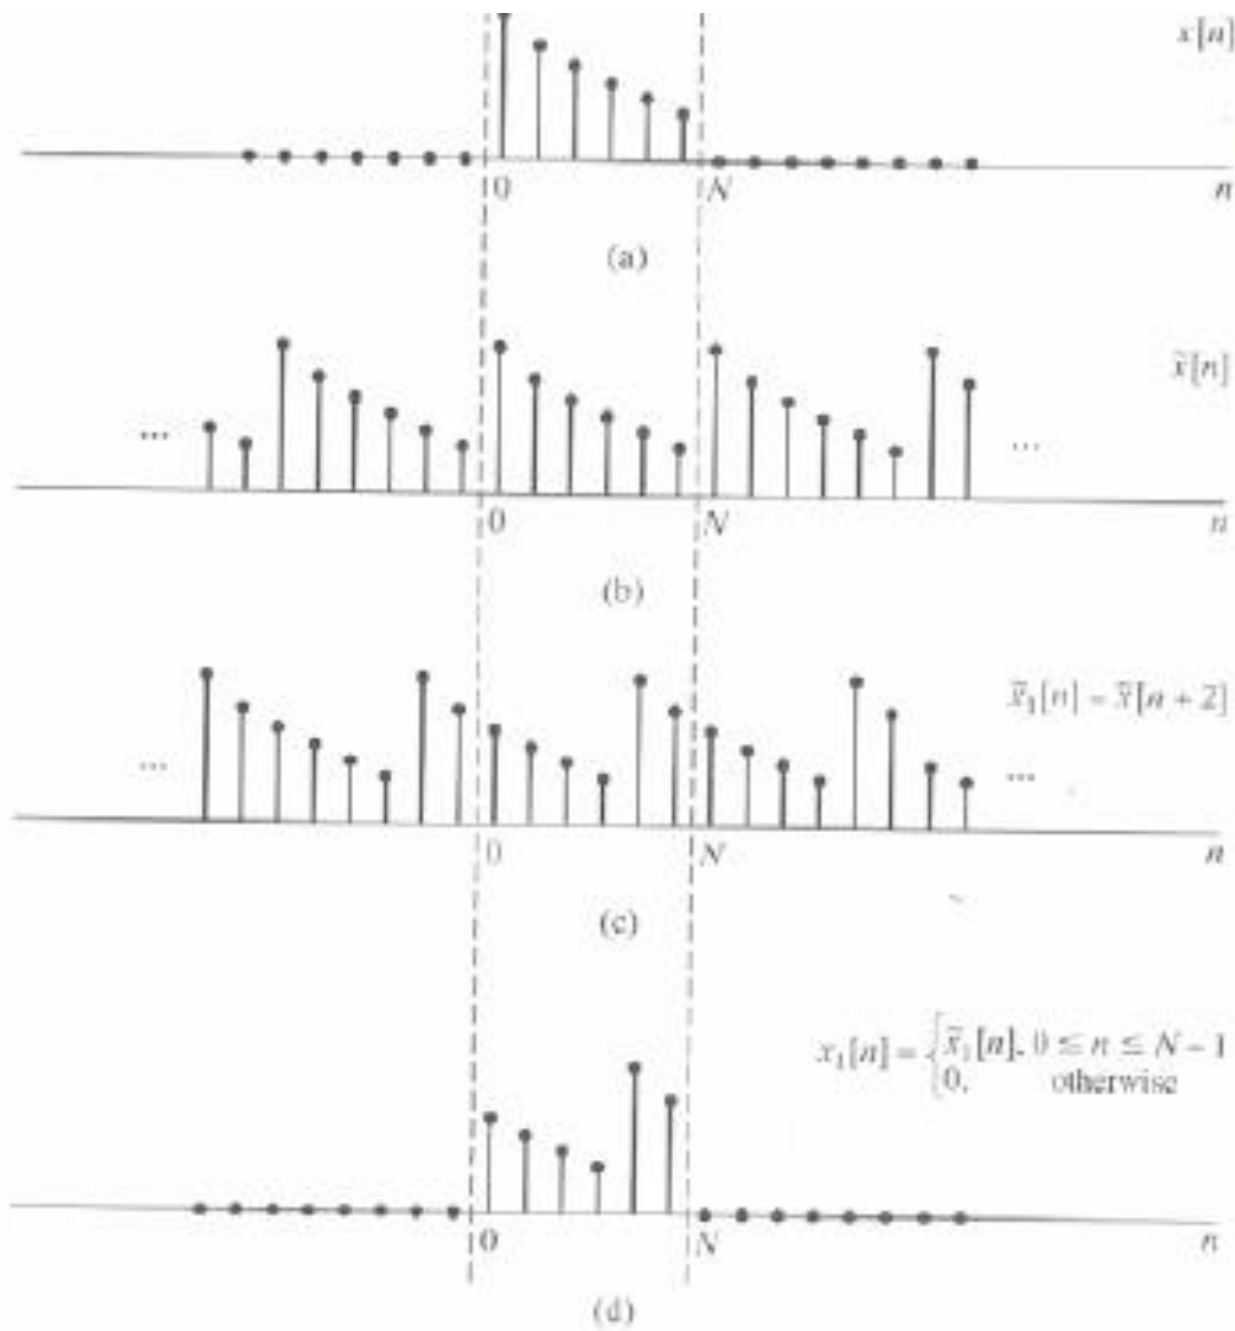 x[n]
0 N n
(a)
x̃[n]
... ...
0 N n
(b)
x̃₁[n] = x̃[n + 2]
... ...
0 N n
(c)
x₁[n] = { x̃₁[n], 0 ≤ n ≤ N − 1
0, otherwise
0 N n
(d)